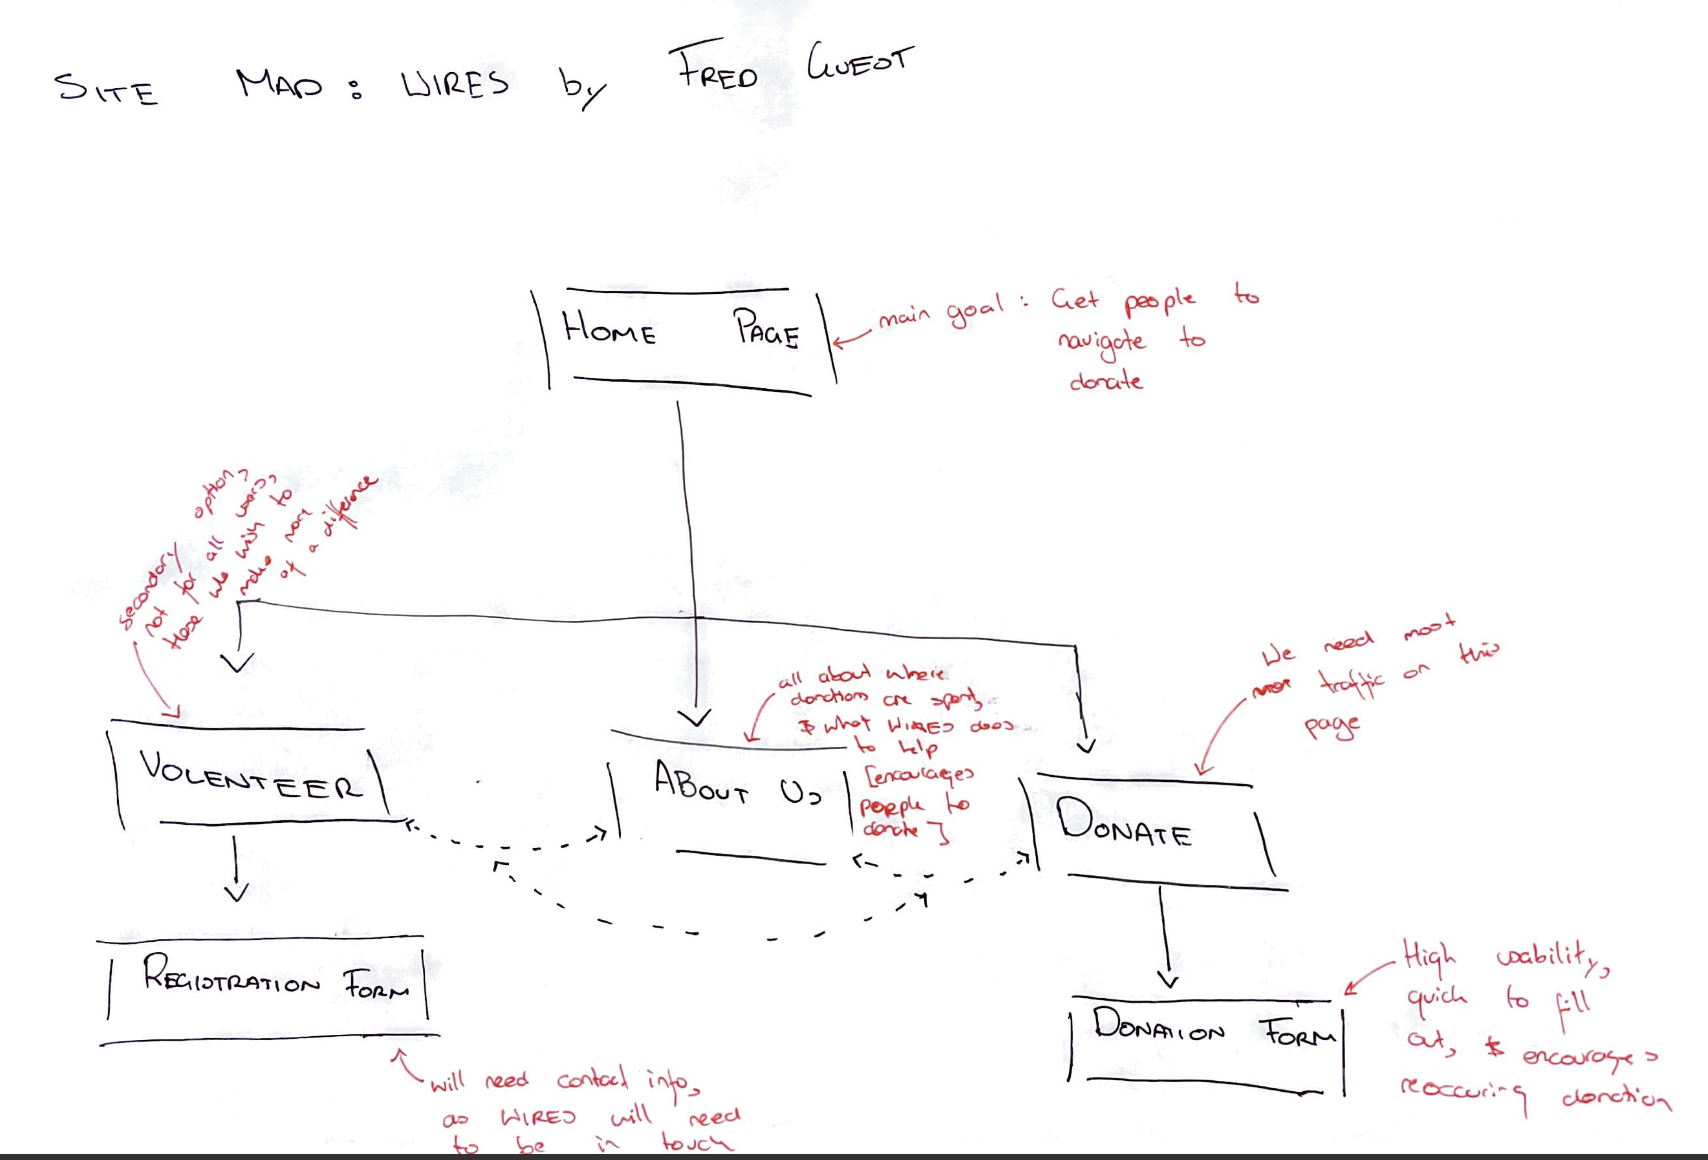 SITE MAP: WIRES by FRED GUEST
HOME PAGE
main goal: Get people to
navigate to
donate
secondary option,
not for all users,
those who wish to
make more
of a difference
all about where
donations are spent,
& what WIRES does
to help
[encourages
people to
donate]
We need most
traffic on this
page
VOLENTEER
ABOUT US
DONATE
REGISTRATION FORM
DONATION FORM
High usability,
quick to fill
out, & encourages
reoccuring donation
will need contact info,
as WIRES will need
to be in touch